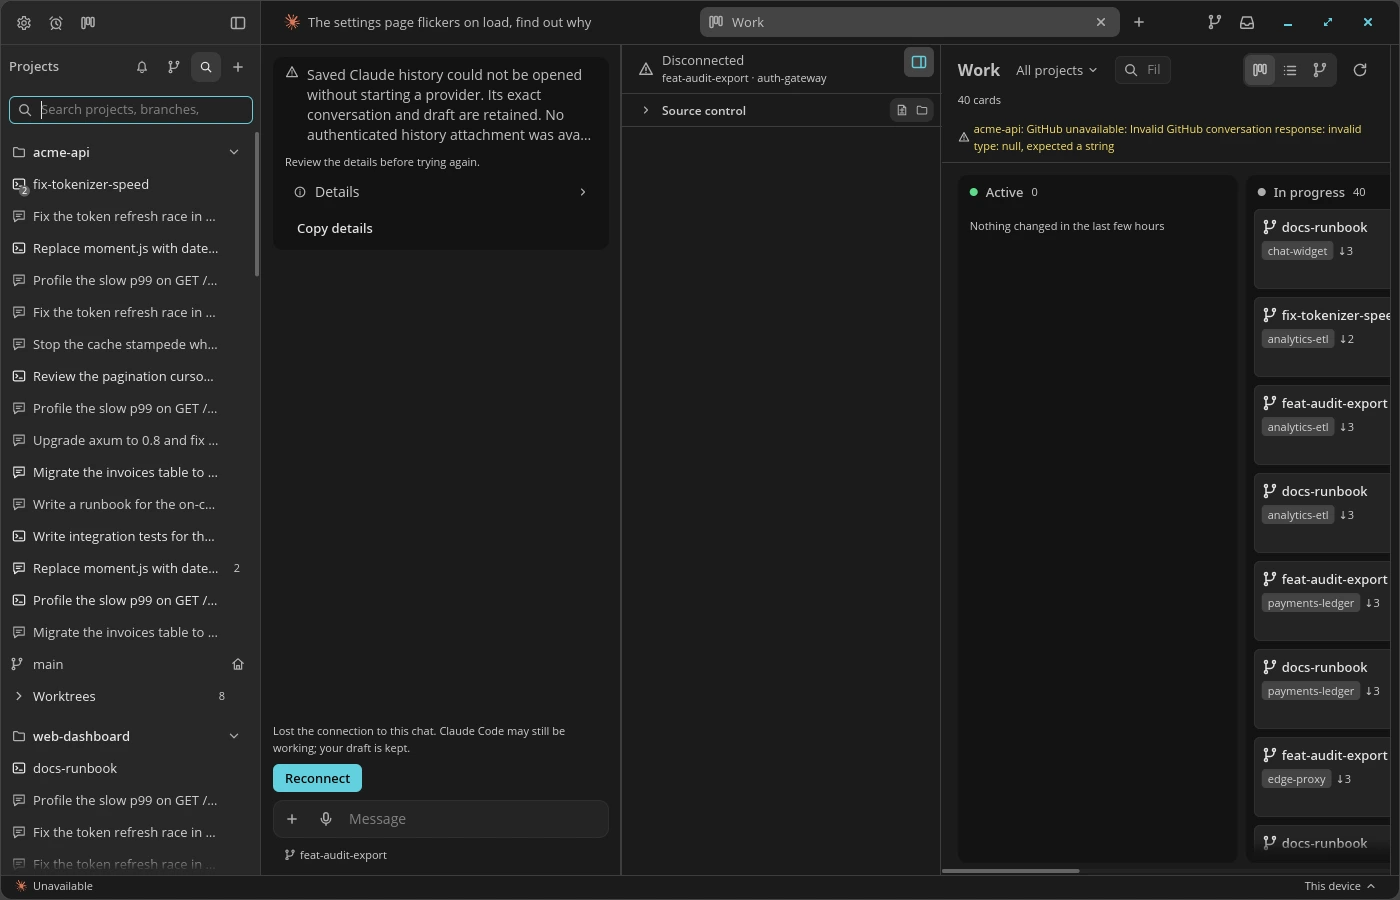 The settings page flickers on load, find out why
Work
Projects
Search projects, branches,
acme-api
2
fix-tokenizer-speed
Fix the token refresh race in ...
Replace moment.js with date...
Profile the slow p99 on GET /...
Fix the token refresh race in ...
Stop the cache stampede wh...
Review the pagination curso...
Profile the slow p99 on GET /...
Upgrade axum to 0.8 and fix ...
Migrate the invoices table to ...
Write a runbook for the on-c...
Write integration tests for th...
Replace moment.js with date... 2
Profile the slow p99 on GET /...
Migrate the invoices table to ...
main
Worktrees 8
web-dashboard
docs-runbook
Profile the slow p99 on GET /...
Fix the token refresh race in ...
Fix the token refresh race in ...
Unavailable
Saved Claude history could not be opened
without starting a provider. Its exact
conversation and draft are retained. No
authenticated history attachment was ava...
Review the details before trying again.
Details
Copy details
Lost the connection to this chat. Claude Code may still be
working; your draft is kept.
Reconnect
Message
feat-audit-export
Disconnected
feat-audit-export · auth-gateway
Source control
Work
All projects
Fil
40 cards
acme-api: GitHub unavailable: Invalid GitHub conversation response: invalid
type: null, expected a string
Active 0
Nothing changed in the last few hours
In progress 40
docs-runbook
chat-widget ↓3
fix-tokenizer-spee
analytics-etl ↓2
feat-audit-export
analytics-etl ↓3
docs-runbook
analytics-etl ↓3
feat-audit-export
payments-ledger ↓3
docs-runbook
payments-ledger ↓3
feat-audit-export
edge-proxy ↓3
docs-runbook
This device